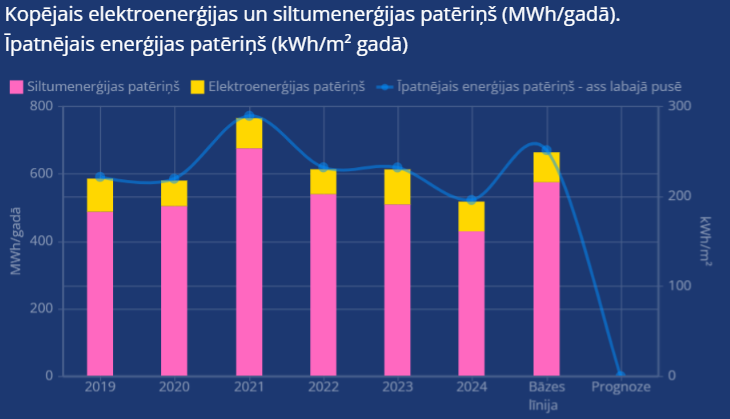 Kopējais elektroenerģijas un siltumenerģijas patēriņš (MWh/gadā).
Īpatnējais enerģijas patēriņš (kWh/m² gadā)
Siltumenerģijas patēriņš Elektroenerģijas patēriņš Īpatnējais enerģijas patēriņš - ass labajā pusē
800 300
600
200
400
100
200
0 0
MWh/gadā
kWh/m²
2019 2020 2021 2022 2023 2024 Bāzes Prognoze
līnija